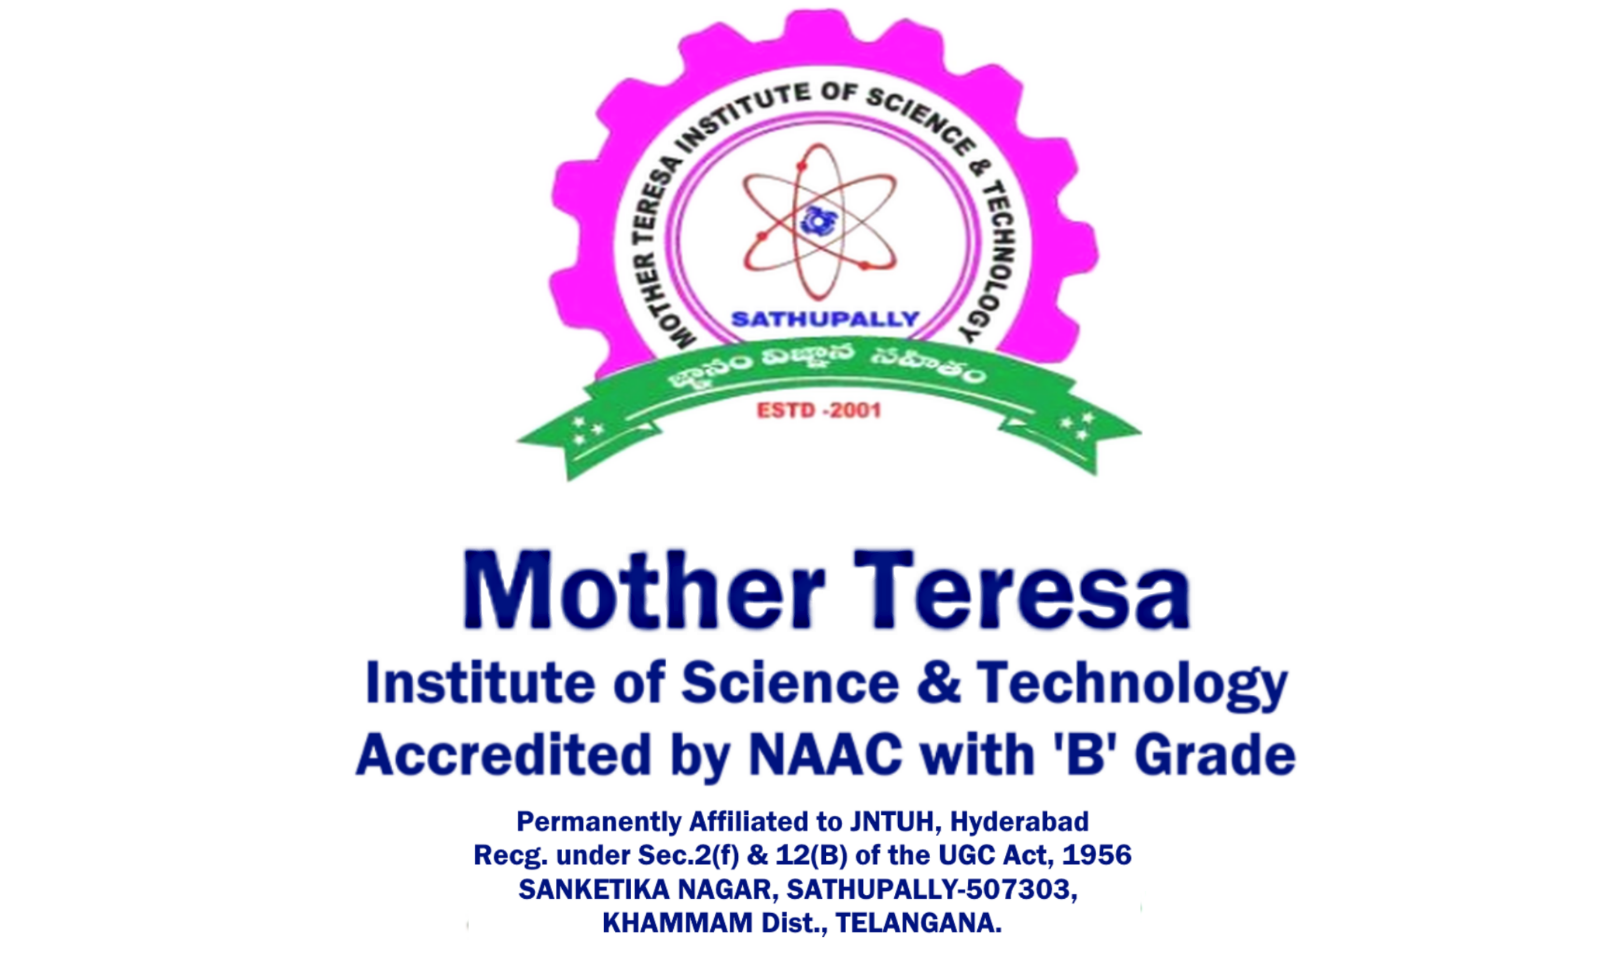 MOTHER TERESA INSTITUTE OF SCIENCE & TECHNOLOGY
SATHUPALLY
జ్ఞానం విజ్ఞాన సహితం
ESTD -2001
Mother Teresa
Institute of Science & Technology
Accredited by NAAC with 'B' Grade
Permanently Affiliated to JNTUH, Hyderabad
Recg. under Sec.2(f) & 12(B) of the UGC Act, 1956
SANKETIKA NAGAR, SATHUPALLY-507303,
KHAMMAM Dist., TELANGANA.